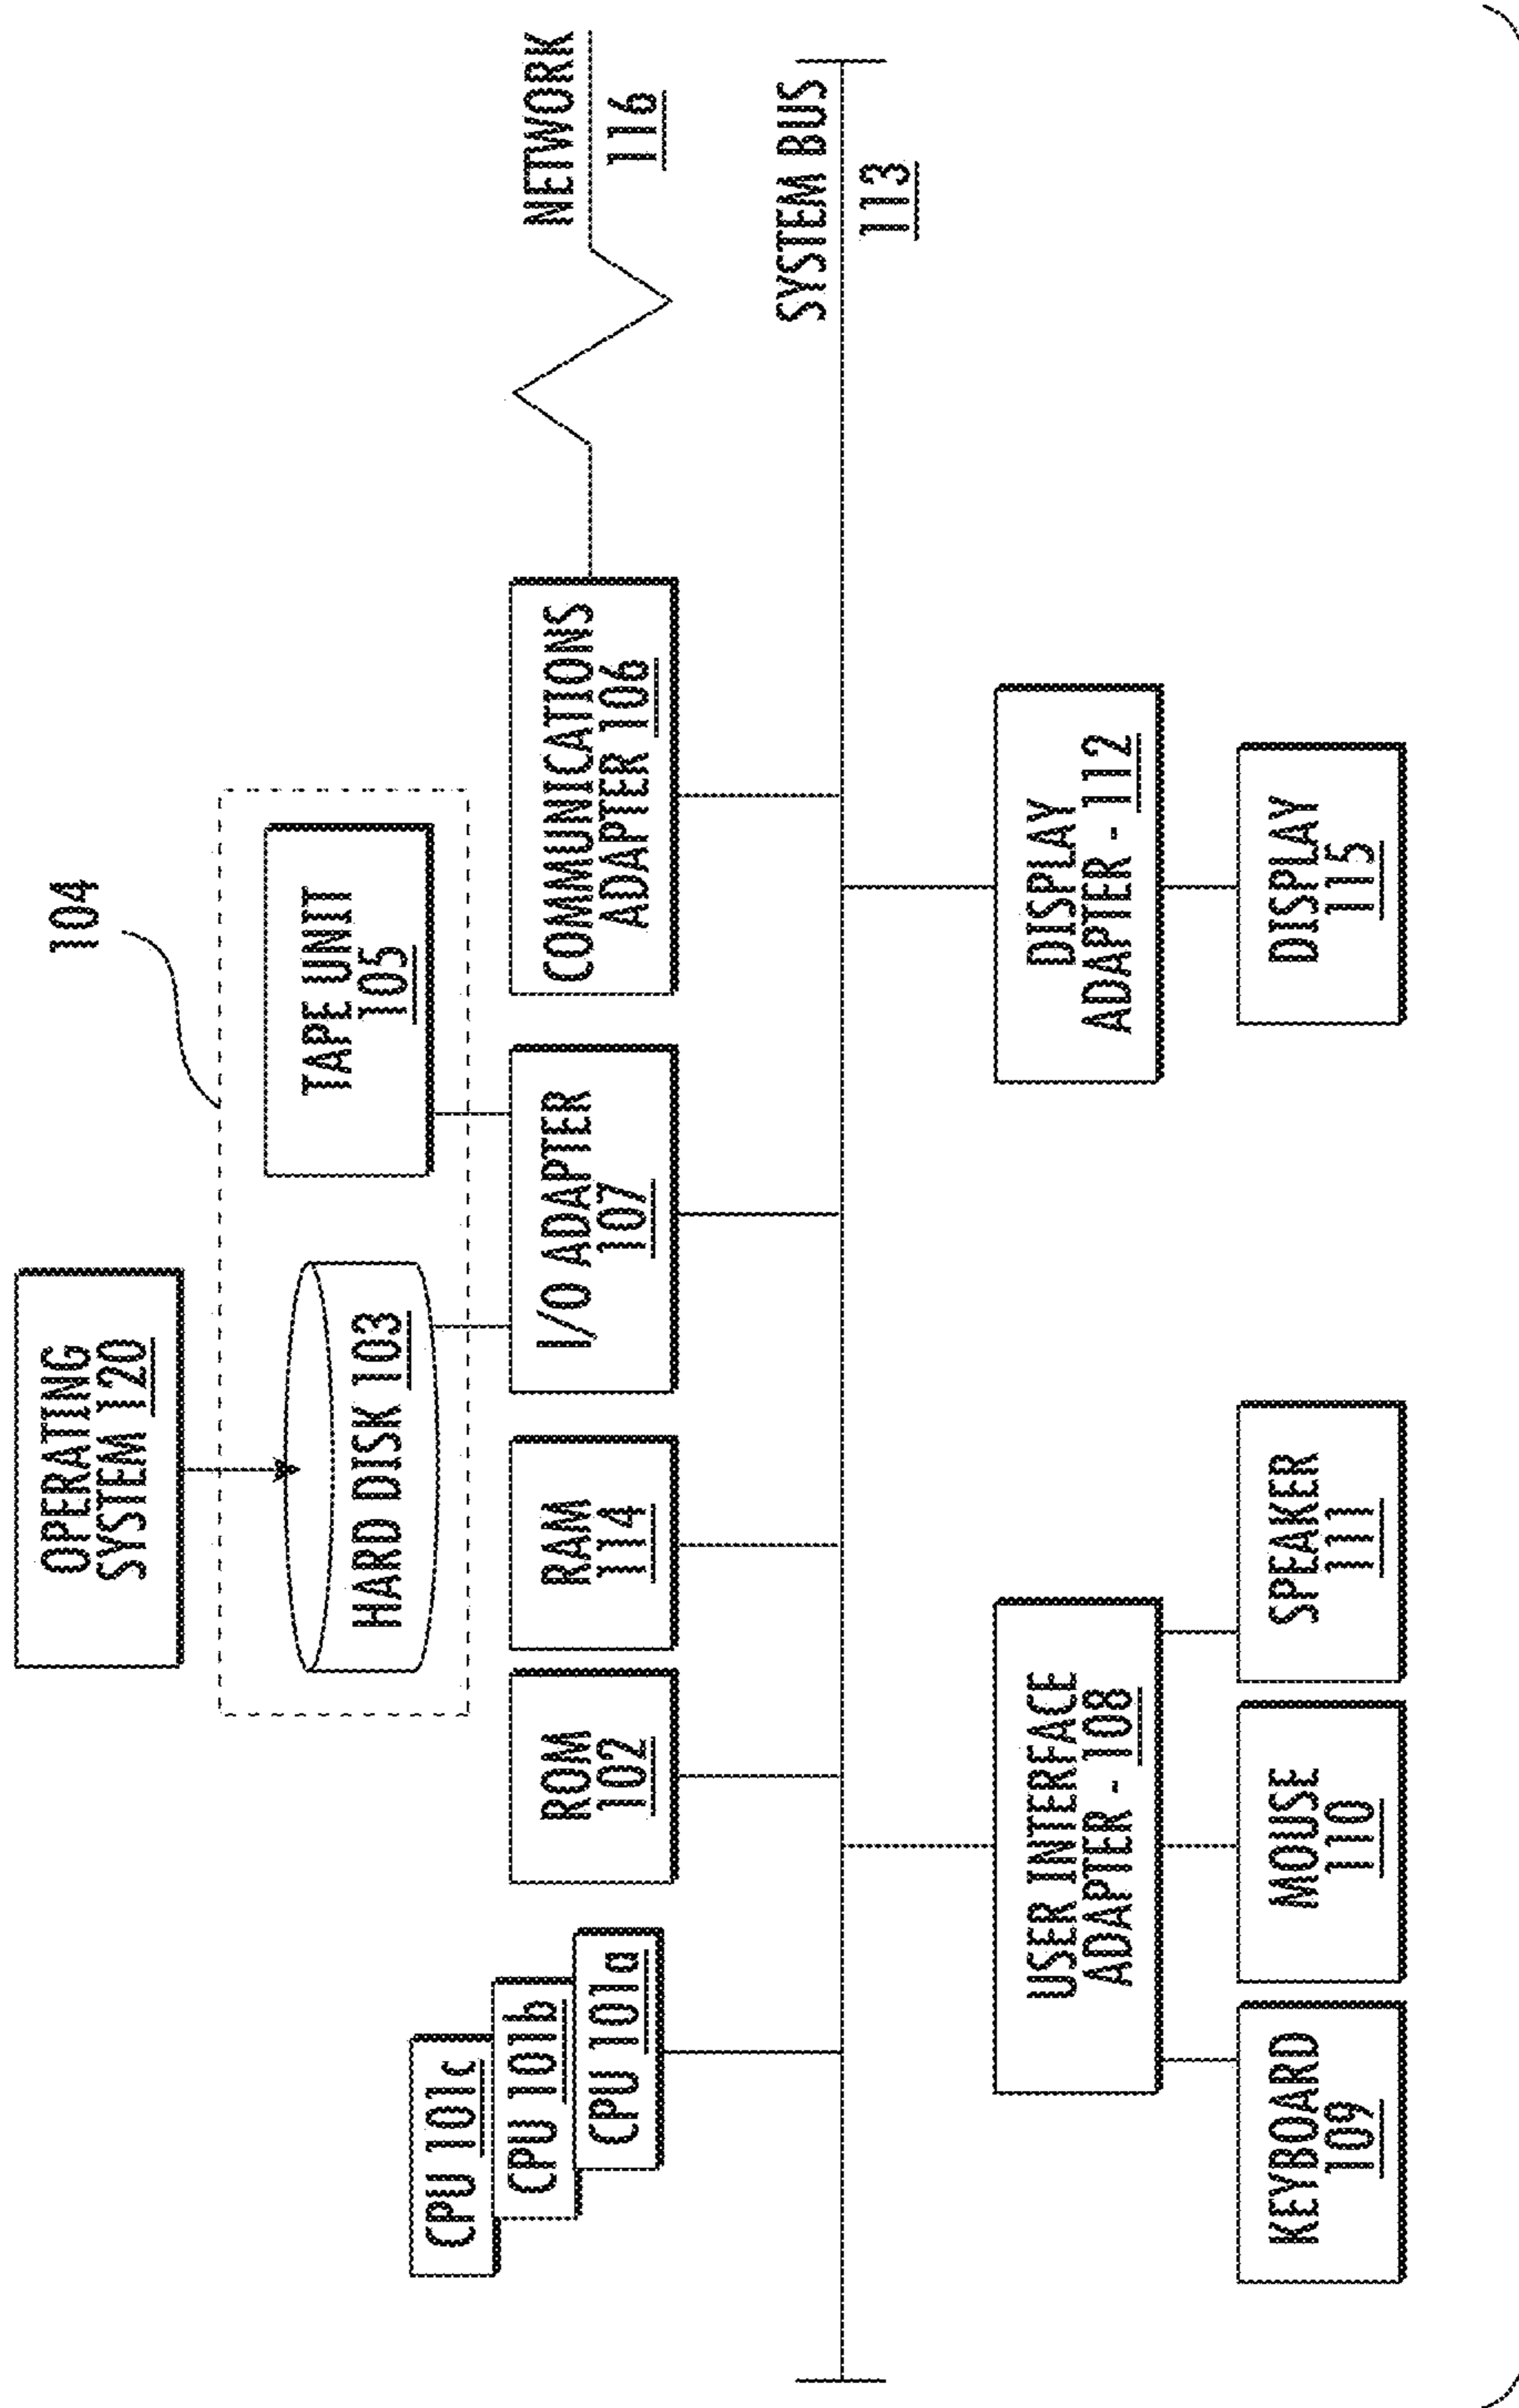 104
OPERATING
SYSTEM 120
TAPE UNIT
105
HARD DISK 103
NETWORK
116
CPU 101c
CPU 101b
CPU 101a
ROM
102
RAM
114
I/O ADAPTER
107
COMMUNICATIONS
ADAPTER 106
SYSTEM BUS
113
USER INTERFACE
ADAPTER - 108
DISPLAY
ADAPTER - 112
KEYBOARD
109
MOUSE
110
SPEAKER
111
DISPLAY
115